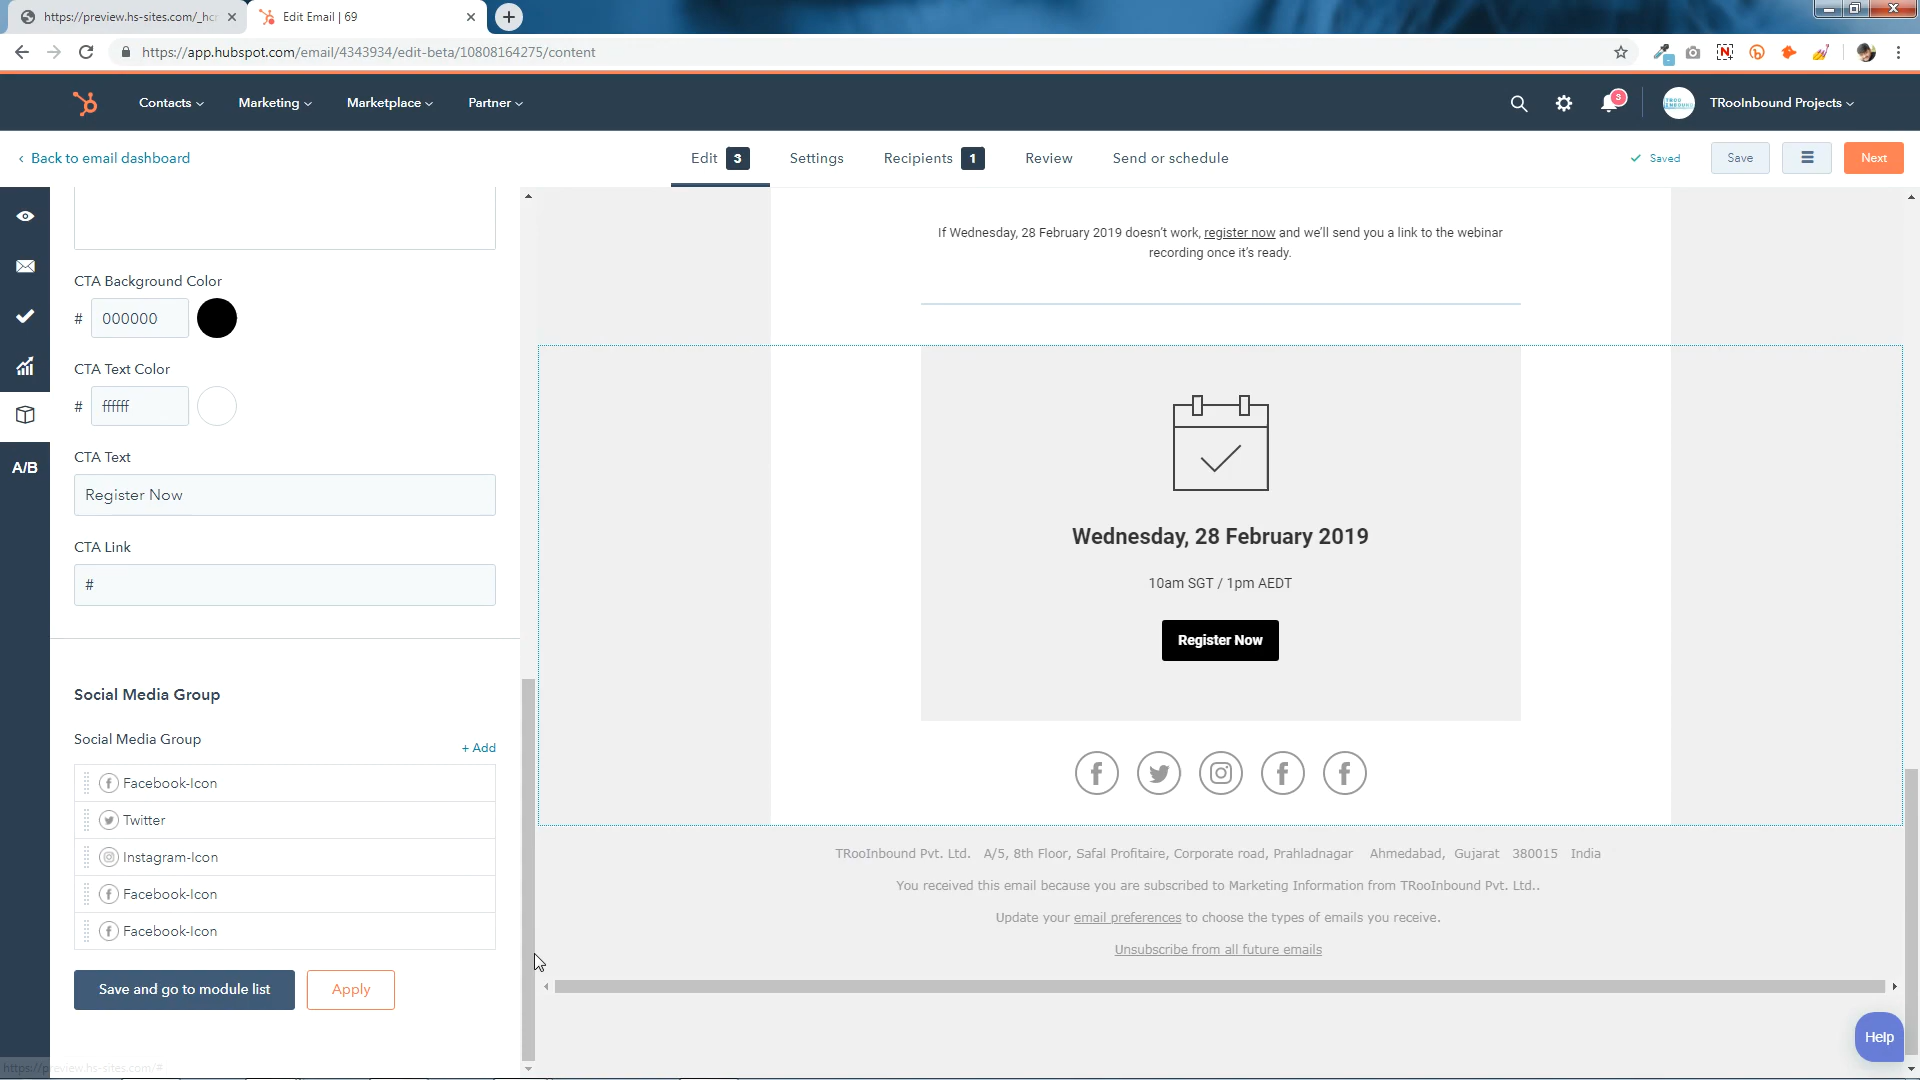 https://preview.hs-sites.com/_hcr
Edit Email | 69
https://app.hubspot.com/email/4343934/edit-beta/10808164275/content
Contacts
Marketing
Marketplace
Partner
3
TRooInbound Projects
Back to email dashboard
Edit 3
Settings
Recipients 1
Review
Send or schedule
Saved
Save
Next
A/B
CTA Background Color
# 000000
CTA Text Color
# ffffff
CTA Text
Register Now
CTA Link
#
Social Media Group
Social Media Group
+ Add
Facebook-Icon
Twitter
Instagram-Icon
Facebook-Icon
Facebook-Icon
Save and go to module list
Apply
https://preview.hs-sites.com/#
If Wednesday, 28 February 2019 doesn't work, register now and we'll send you a link to the webinar
recording once it's ready.
Wednesday, 28 February 2019
10am SGT / 1pm AEDT
Register Now
TRooInbound Pvt. Ltd. A/5, 8th Floor, Safal Profitaire, Corporate road, Prahladnagar Ahmedabad, Gujarat 380015 India
You received this email because you are subscribed to Marketing Information from TRooInbound Pvt. Ltd..
Update your email preferences to choose the types of emails you receive.
Unsubscribe from all future emails
Help